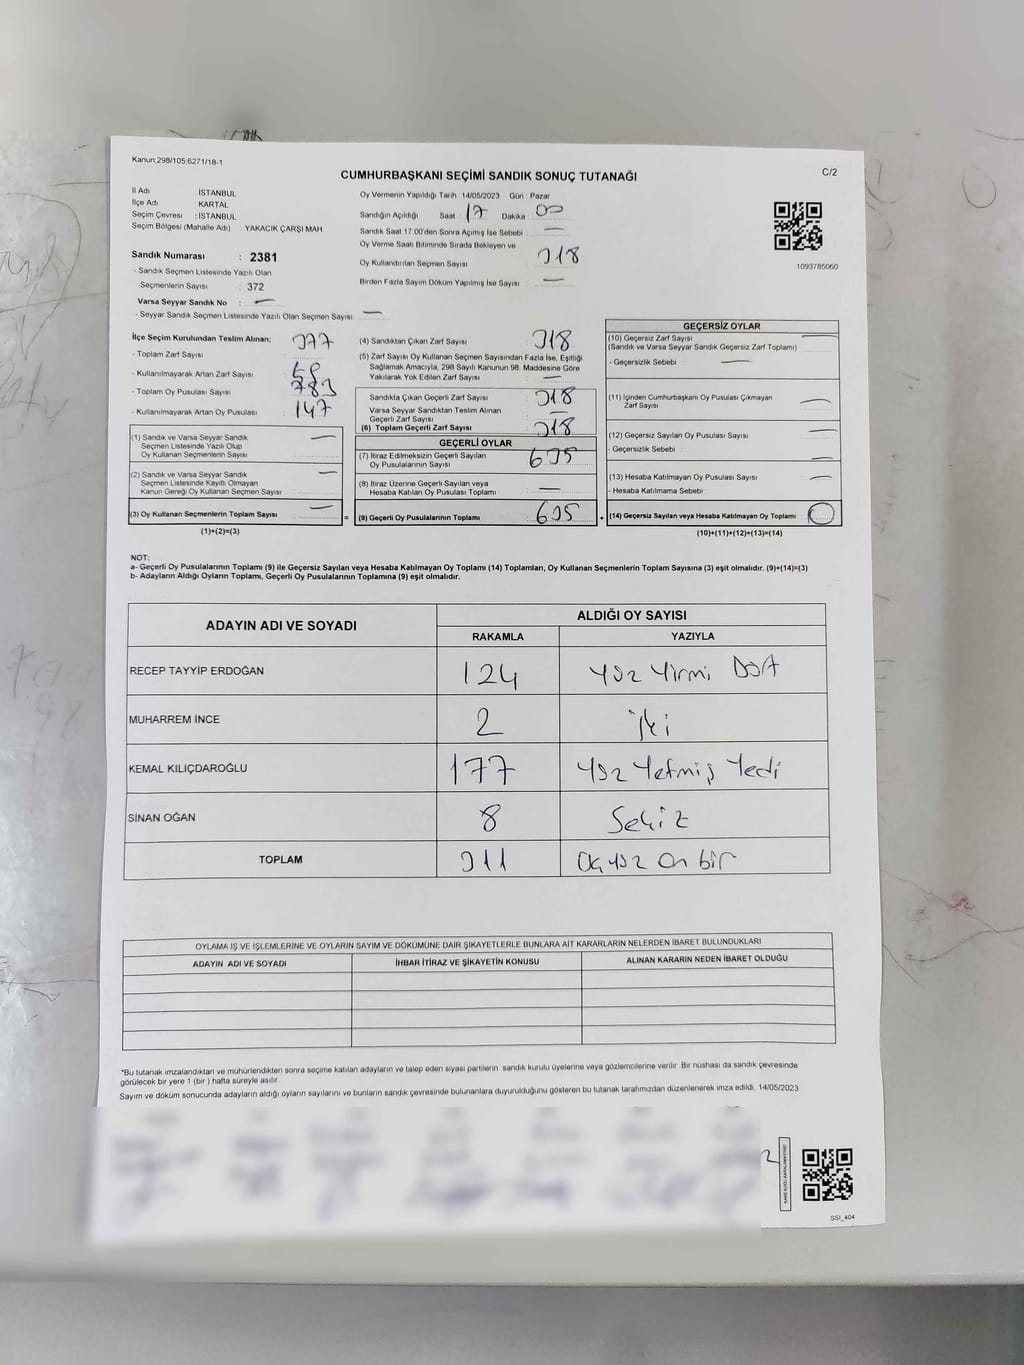 Kanun;298/105;6271/18-1
CUMHURBAŞKANI SEÇİMİ SANDIK SONUÇ TUTANAĞI
C/2
İl Adı İSTANBUL
İlçe Adı KARTAL
Seçim Çevresi : İSTANBUL
Seçim Bölgesi (Mahalle Adı) : YAKACIK ÇARŞI MAH
Sandık Numarası : 2381
- Sandık Seçmen Listesinde Yazılı Olan
Seçmenlerin Sayısı : 372
Varsa Seyyar Sandık No : —
- Seyyar Sandık Seçmen Listesinde Yazılı Olan Seçmen Sayısı : —
Oy Vermenin Yapıldığı Tarih : 14/05/2023 Gün : Pazar
Sandığın Açıldığı Saat : 17 Dakika : 00
Sandık Saat 17.00'den Sonra Açımış İse Sebebi : —
Oy Verme Saati Bitiminde Sırada Bekleyen ve
Oy Kullandırılan Seçmen Sayısı 318
Birden Fazla Sayım Döküm Yapılmış İse Sayısı : —
1093785060
İlçe Seçim Kurulundan Teslim Alınan; 377
- Toplam Zarf Sayısı
- Kullanılmayarak Artan Zarf Sayısı
- Toplam Oy Pusulası Sayısı 783
- Kullanılmayarak Artan Oy Pusulası 147
(1) Sandık ve Varsa Seyyar Sandık —
Seçmen Listesinde Yazılı Olup
Oy Kullanan Seçmenlerin Sayısı
(2) Sandık ve Varsa Seyyar Sandık —
Seçmen Listesinde Kayıtlı Olmayan
Kanun Gereği Oy Kullanan Seçmen Sayısı
(3) Oy Kullanan Seçmenlerin Toplam Sayısı —
(1)+(2)=(3)
(4) Sandıktan Çıkan Zarf Sayısı 318
(5) Zarf Sayısı Oy Kullanan Seçmen Sayısından Fazla İse, Eşitliği
Sağlamak Amacıyla, 298 Sayılı Kanunun 98. Maddesine Göre
Yakılarak Yok Edilen Zarf Sayısı —
Sandıkta Çıkan Geçerli Zarf Sayısı 318
Varsa Seyyar Sandıktan Teslim Alınan —
Geçerli Zarf Sayısı
(6) Toplam Geçerli Zarf Sayısı 318
GEÇERLİ OYLAR
(7) İtiraz Edilmeksizin Geçerli Sayılan 635
Oy Pusulalarının Sayısı
(8) İtiraz Üzerine Geçerli Sayılan veya
Hesaba Katılan Oy Pusulası Toplamı —
= (9) Geçerli Oy Pusulalarının Toplamı 635
GEÇERSİZ OYLAR
(10) Geçersiz Zarf Sayısı
(Sandık ve Varsa Seyyar Sandık Geçersiz Zarf Toplamı) : —
- Geçersizlik Sebebi : —
(11) İçinden Cumhurbaşkanı Oy Pusulası Çıkmayan —
Zarf Sayısı
(12) Geçersiz Sayılan Oy Pusulası Sayısı —
- Geçersizlik Sebebi :
(13) Hesaba Katılmayan Oy Pusulası Sayısı —
- Hesaba Katılmama Sebebi :
+ (14) Geçersiz Sayılan veya Hesaba Katılmayan Oy Toplamı 0
(10)+(11)+(12)+(13)=(14)
NOT:
a- Geçerli Oy Pusulalarının Toplamı (9) ile Geçersiz Sayılan veya Hesaba Katılmayan Oy Toplamı (14) Toplamları, Oy Kullanan Seçmenlerin Toplam Sayısına (3) eşit olmalıdır. (9)+(14)=(3)
b- Adayların Aldığı Oyların Toplamı, Geçerli Oy Pusulalarının Toplamına (9) eşit olmalıdır.
ADAYIN ADI VE SOYADI ALDIĞI OY SAYISI
RAKAMLA YAZIYLA
RECEP TAYYİP ERDOĞAN 124 Yüz Yirmi Dört
MUHARREM İNCE 2 İki
KEMAL KILIÇDAROĞLU 177 Yüz Yetmiş Yedi
SİNAN OĞAN 8 Sekiz
TOPLAM 311 Üç yüz on bir
OYLAMA İŞ VE İŞLEMLERİNE VE OYLARIN SAYIM VE DÖKÜMÜNE DAİR ŞİKAYETLERLE BUNLARA AİT KARARLARIN NELERDEN İBARET BULUNDUKLARI
ADAYIN ADI VE SOYADI İHBAR İTİRAZ VE ŞİKAYETİN KONUSU ALINAN KARARIN NEDEN İBARET OLDUĞU
*Bu tutanak imzalandıktan ve mühürlendikten sonra seçime katılan adayların ve talep eden siyasi partilerin sandık kurulu üyelerine veya gözlemcilerine verilir. Bir nüshası da sandık çevresinde
görülecek bir yere 1 (bir ) hafta süreyle asılır.
Sayım ve döküm sonucunda adayların aldığı oyların sayılarını ve bunların sandık çevresinde bulunanlara duyurulduğunu gösteren bu tutanak tarafımızdan düzenlenerek imza edildi. 14/05/2023
SSI_404